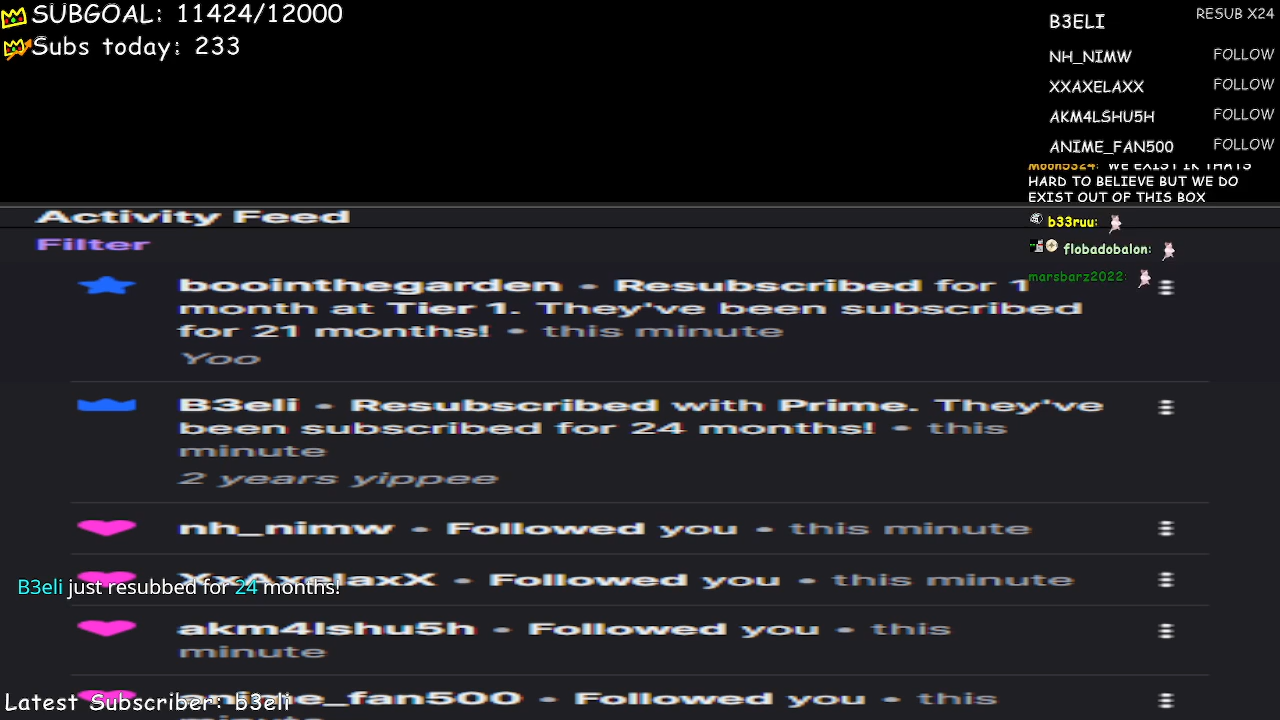 SUBGOAL: 11424/12000
Subs today: 233
B3ELI RESUB X24
NH_NIMW FOLLOW
XXAXELAXX FOLLOW
AKM4LSHU5H FOLLOW
ANIME_FAN500 FOLLOW
Moon5324: WE EXIST IK THATS
HARD TO BELIEVE BUT WE DO
EXIST OUT OF THIS BOX
b33ruu:
flobadobalon:
marsbarz2022:
Activity Feed
Filter
boointhegarden • Resubscribed for 1
month at Tier 1. They've been subscribed
for 21 months! • this minute
Yoo
B3eli • Resubscribed with Prime. They've
been subscribed for 24 months! • this
minute
2 years yippee
nh_nimw • Followed you • this minute
XxAxelaxX • Followed you • this minute
B3eli just resubbed for 24 months!
akm4lshu5h • Followed you • this
minute
anime_fan500 • Followed you • this
minute
Latest Subscriber: b3eli